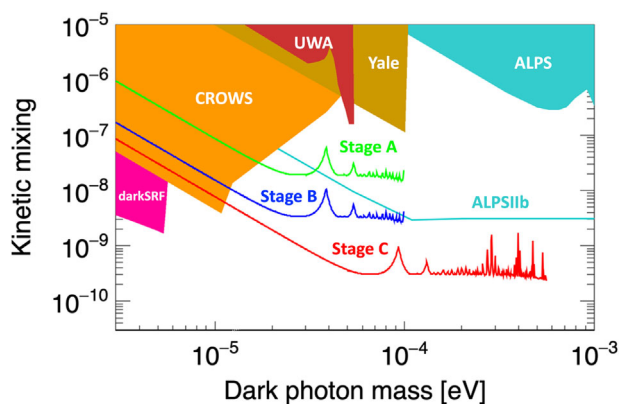 10⁻⁵
10⁻⁶
10⁻⁷
10⁻⁸
10⁻⁹
10⁻¹⁰
Kinetic mixing
UWA
Yale
ALPS
CROWS
Stage A
darkSRF
Stage B
ALPSIIb
Stage C
10⁻⁵
10⁻⁴
10⁻³
Dark photon mass [eV]